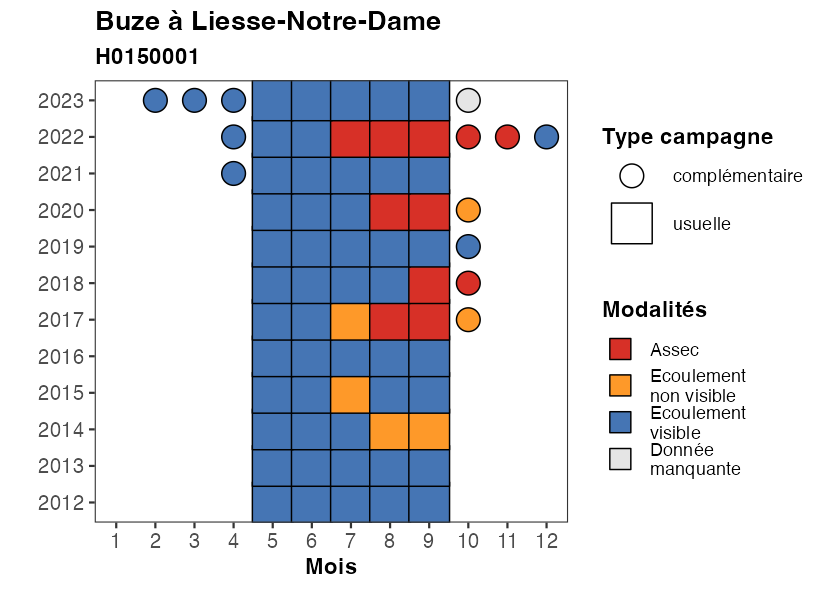 Buze à Liesse-Notre-Dame
H0150001
2023
2022
2021
2020
2019
2018
2017
2016
2015
2014
2013
2012
1 2 3 4 5 6 7 8 9 10 11 12
Mois
Type campagne
complémentaire
usuelle
Modalités
Assec
Ecoulement
non visible
Ecoulement
visible
Donnée
manquante